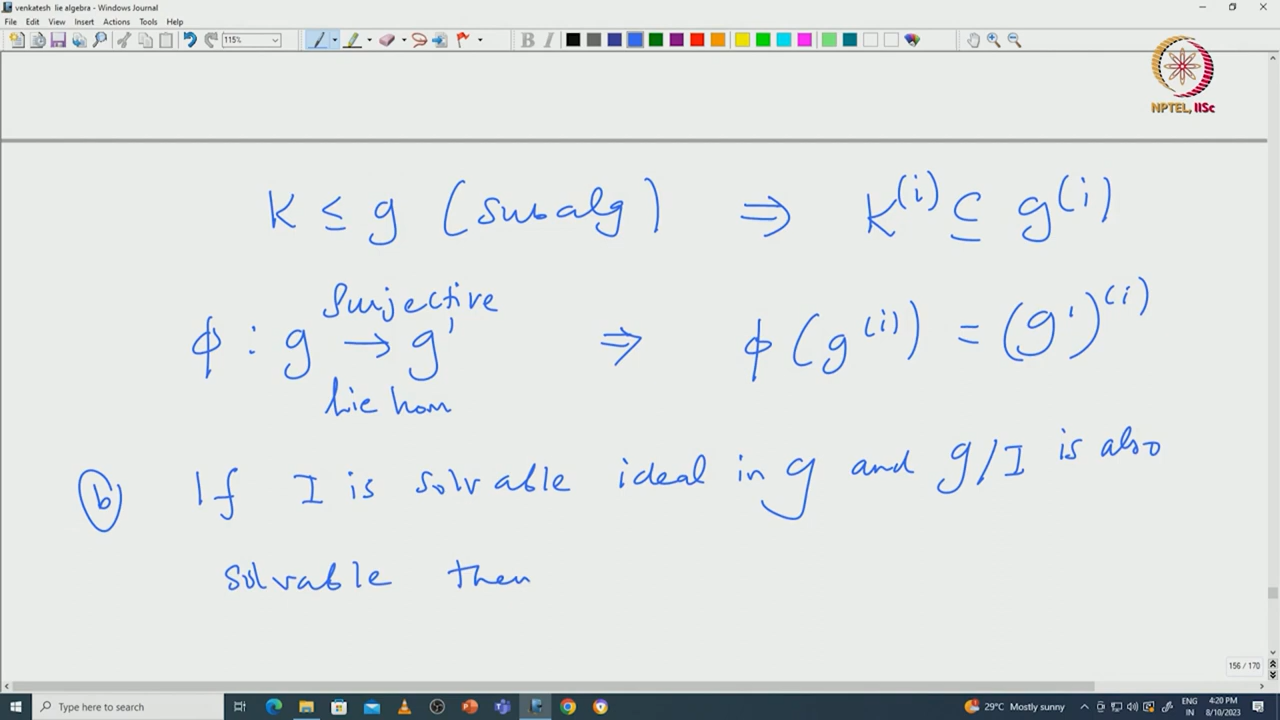 venkatesh lie algebra - Windows Journal
File Edit View Insert Actions Tools Help
115%
B I
NPTEL, IISc
K ≤ g (subalg) ⇒ K^(i) ⊆ g^(i)
φ : g → g' surjective Lie hom ⇒ φ(g^(i)) = (g')^(i)
(b) If I is solvable ideal in g and g/I is also
solvable then
156 / 170
Type here to search
29°C Mostly sunny
ENG
IN
4:20 PM
8/10/2023